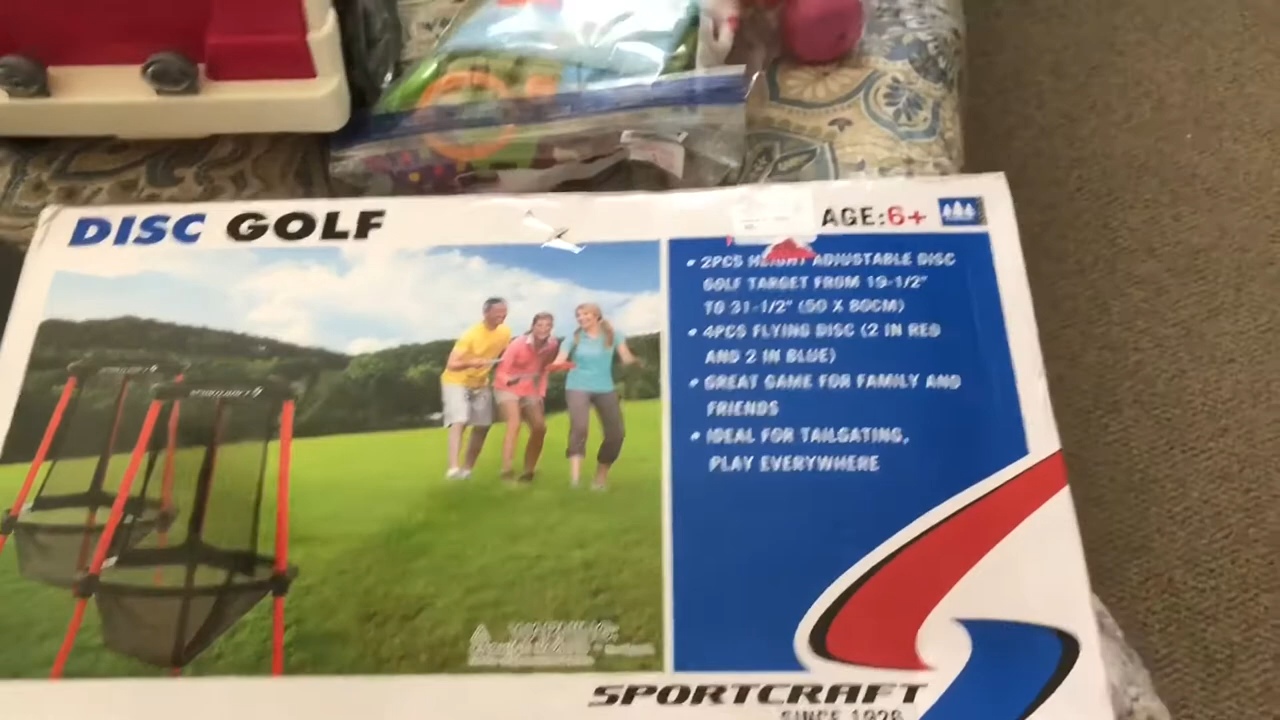 DISC GOLF
AGE:6+
• 2PCS HEIGHT ADJUSTABLE DISC
GOLF TARGET FROM 19-1/2"
TO 31-1/2" (50 X 80CM)
• 4PCS FLYING DISC (2 IN RED
AND 2 IN BLUE)
• GREAT GAME FOR FAMILY AND
FRIENDS
• IDEAL FOR TAILGATING,
PLAY EVERYWHERE
WARNING:
SPORTCRAFT
SINCE 1926